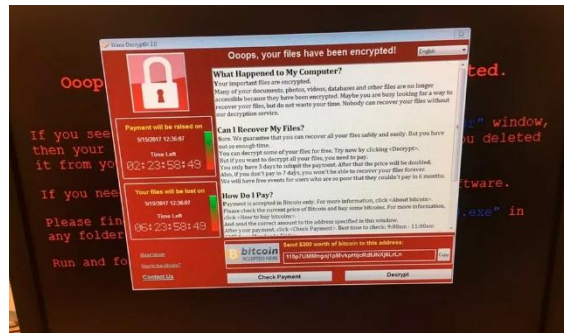 Wana Decrypt0r 2.0
Ooops, your files have been encrypted!
English
What Happened to My Computer?
Your important files are encrypted.
Many of your documents, photos, videos, databases and other files are no longer
accessible because they have been encrypted. Maybe you are busy looking for a way to
recover your files, but do not waste your time. Nobody can recover your files without
our decryption service.
Can I Recover My Files?
Sure. We guarantee that you can recover all your files safely and easily. But you have
not so enough time.
You can decrypt some of your files for free. Try now by clicking <Decrypt>.
But if you want to decrypt all your files, you need to pay.
You only have 3 days to submit the payment. After that the price will be doubled.
Also, if you don't pay in 7 days, you won't be able to recover your files forever.
We will have free events for users who are so poor that they couldn't pay in 6 months.
How Do I Pay?
Payment is accepted in Bitcoin only. For more information, click <About bitcoin>.
Please check the current price of Bitcoin and buy some bitcoins. For more information,
click <How to buy bitcoins>.
And send the correct amount to the address specified in this window.
After your payment, click <Check Payment>. Best time to check: 9:00am - 11:00am
Payment will be raised on
5/15/2017 12:36:07
Time Left
02:23:58:49
Your files will be lost on
5/19/2017 12:36:07
Time Left
06:23:58:49
About bitcoin
How to buy bitcoins?
Contact Us
bitcoin
ACCEPTED HERE
Send $300 worth of bitcoin to this address:
Copy
Check Payment
Decrypt
Ooop
ted.
If you see
" window,
then your
u deleted
it from yo
If you nee
tware.
Please fin
.exe" in
any folder
Run and fo